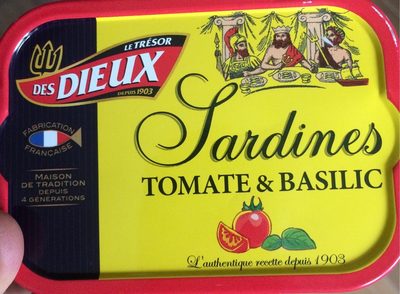 LE TRÉSOR
DES DIEUX
DEPUIS 1903
FABRICATION
FRANÇAISE
MAISON
DE TRADITION
DEPUIS
4 GÉNÉRATIONS
Sardines
TOMATE & BASILIC
L'authentique recette depuis 1903